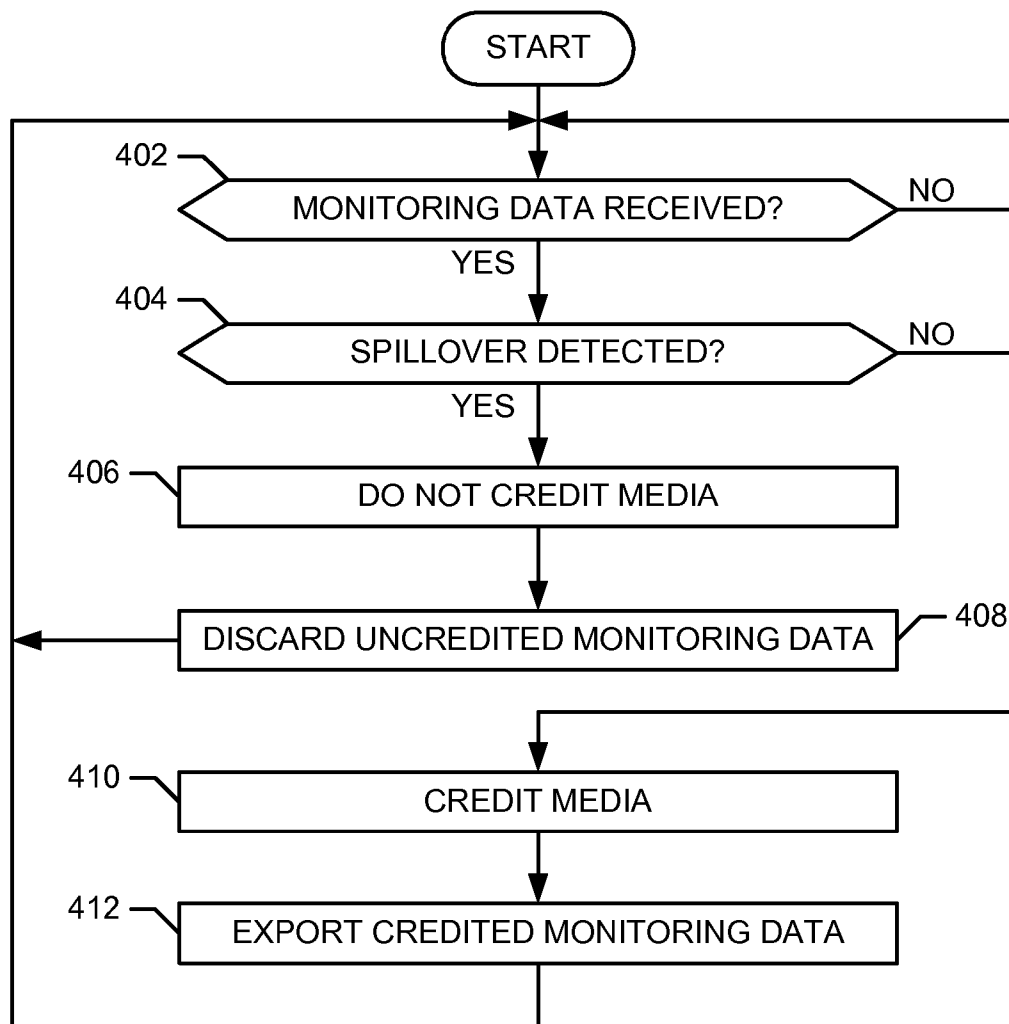 START
402
MONITORING DATA RECEIVED?
NO
YES
404
SPILLOVER DETECTED?
NO
YES
406
DO NOT CREDIT MEDIA
DISCARD UNCREDITED MONITORING DATA
408
410
CREDIT MEDIA
412
EXPORT CREDITED MONITORING DATA